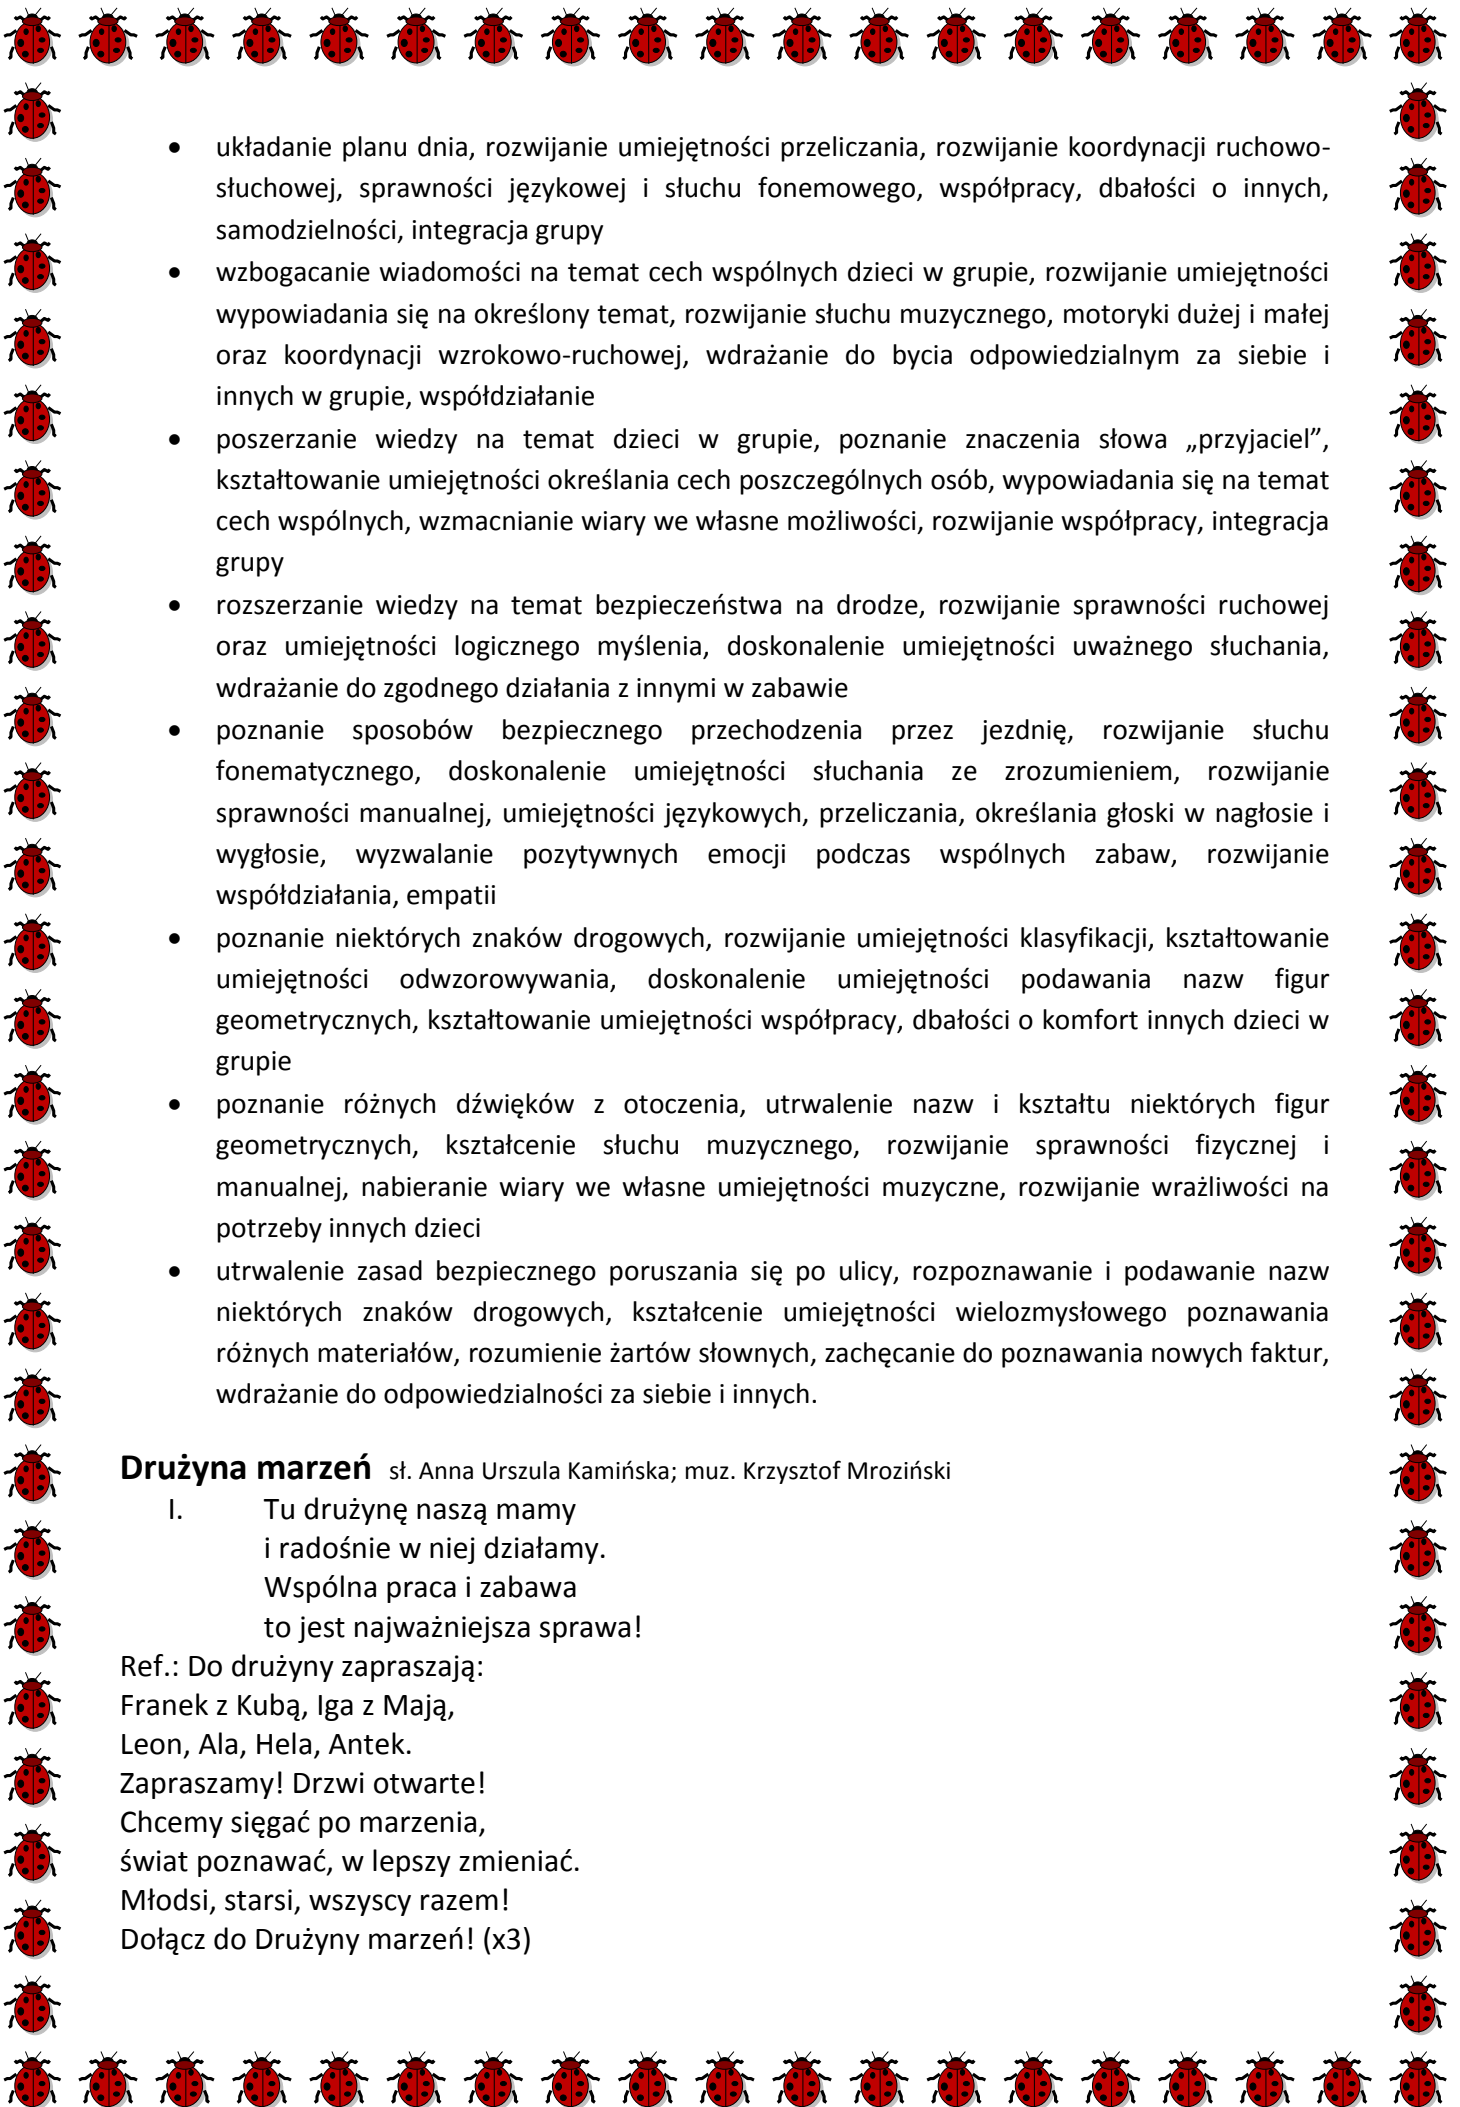 • układanie planu dnia, rozwijanie umiejętności przeliczania, rozwijanie koordynacji ruchowo-
słuchowej, sprawności językowej i słuchu fonemowego, współpracy, dbałości o innych,
samodzielności, integracja grupy
• wzbogacanie wiadomości na temat cech wspólnych dzieci w grupie, rozwijanie umiejętności
wypowiadania się na określony temat, rozwijanie słuchu muzycznego, motoryki dużej i małej
oraz koordynacji wzrokowo-ruchowej, wdrażanie do bycia odpowiedzialnym za siebie i
innych w grupie, współdziałanie
• poszerzanie wiedzy na temat dzieci w grupie, poznanie znaczenia słowa „przyjaciel”,
kształtowanie umiejętności określania cech poszczególnych osób, wypowiadania się na temat
cech wspólnych, wzmacnianie wiary we własne możliwości, rozwijanie współpracy, integracja
grupy
• rozszerzanie wiedzy na temat bezpieczeństwa na drodze, rozwijanie sprawności ruchowej
oraz umiejętności logicznego myślenia, doskonalenie umiejętności uważnego słuchania,
wdrażanie do zgodnego działania z innymi w zabawie
• poznanie sposobów bezpiecznego przechodzenia przez jezdnię, rozwijanie słuchu
fonematycznego, doskonalenie umiejętności słuchania ze zrozumieniem, rozwijanie
sprawności manualnej, umiejętności językowych, przeliczania, określania głoski w nagłosie i
wygłosie, wyzwalanie pozytywnych emocji podczas wspólnych zabaw, rozwijanie
współdziałania, empatii
• poznanie niektórych znaków drogowych, rozwijanie umiejętności klasyfikacji, kształtowanie
umiejętności odwzorowywania, doskonalenie umiejętności podawania nazw figur
geometrycznych, kształtowanie umiejętności współpracy, dbałości o komfort innych dzieci w
grupie
• poznanie różnych dźwięków z otoczenia, utrwalenie nazw i kształtu niektórych figur
geometrycznych, kształcenie słuchu muzycznego, rozwijanie sprawności fizycznej i
manualnej, nabieranie wiary we własne umiejętności muzyczne, rozwijanie wrażliwości na
potrzeby innych dzieci
• utrwalenie zasad bezpiecznego poruszania się po ulicy, rozpoznawanie i podawanie nazw
niektórych znaków drogowych, kształcenie umiejętności wielozmysłowego poznawania
różnych materiałów, rozumienie żartów słownych, zachęcanie do poznawania nowych faktur,
wdrażanie do odpowiedzialności za siebie i innych.
Drużyna marzeń sł. Anna Urszula Kamińska; muz. Krzysztof Mroziński
I. Tu drużynę naszą mamy
i radośnie w niej działamy.
Wspólna praca i zabawa
to jest najważniejsza sprawa!
Ref.: Do drużyny zapraszają:
Franek z Kubą, Iga z Mają,
Leon, Ala, Hela, Antek.
Zapraszamy! Drzwi otwarte!
Chcemy sięgać po marzenia,
świat poznawać, w lepszy zmieniać.
Młodsi, starsi, wszyscy razem!
Dołącz do Drużyny marzeń! (x3)